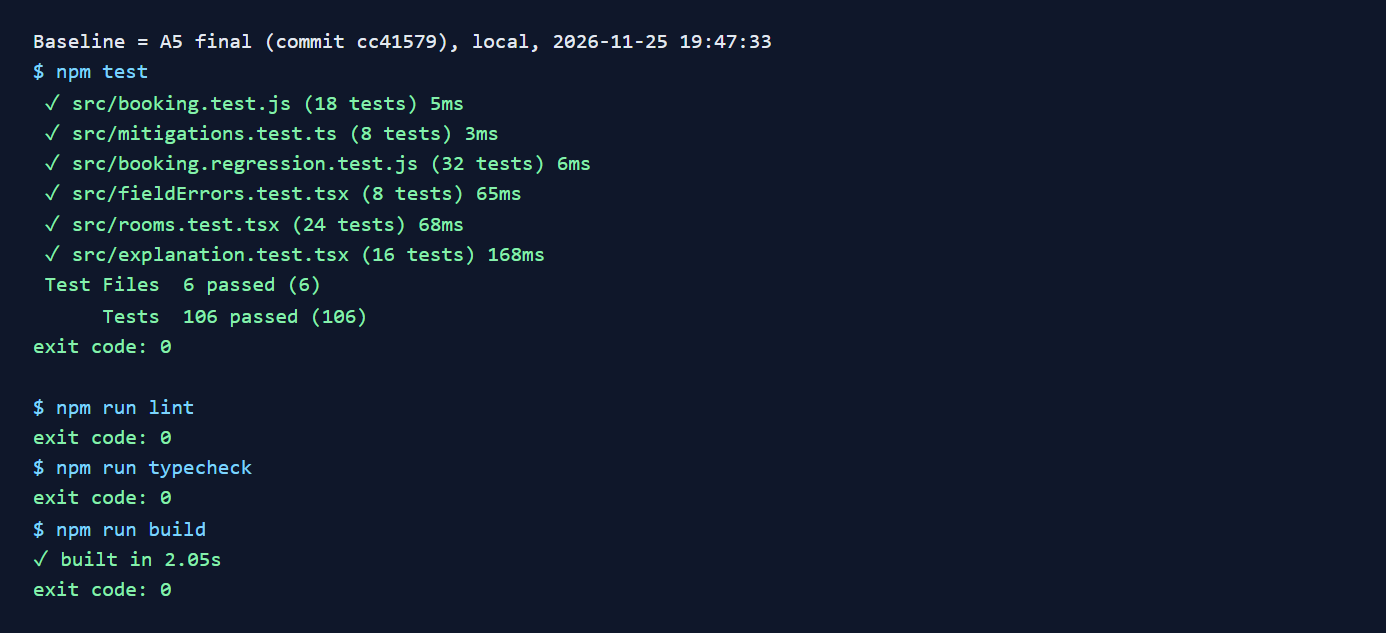 Baseline = A5 final (commit cc41579), local, 2026-11-25 19:47:33
$ npm test
✓ src/booking.test.js (18 tests) 5ms
✓ src/mitigations.test.ts (8 tests) 3ms
✓ src/booking.regression.test.js (32 tests) 6ms
✓ src/fieldErrors.test.tsx (8 tests) 65ms
✓ src/rooms.test.tsx (24 tests) 68ms
✓ src/explanation.test.tsx (16 tests) 168ms
Test Files  6 passed (6)
Tests  106 passed (106)
exit code: 0
$ npm run lint
exit code: 0
$ npm run typecheck
exit code: 0
$ npm run build
✓ built in 2.05s
exit code: 0